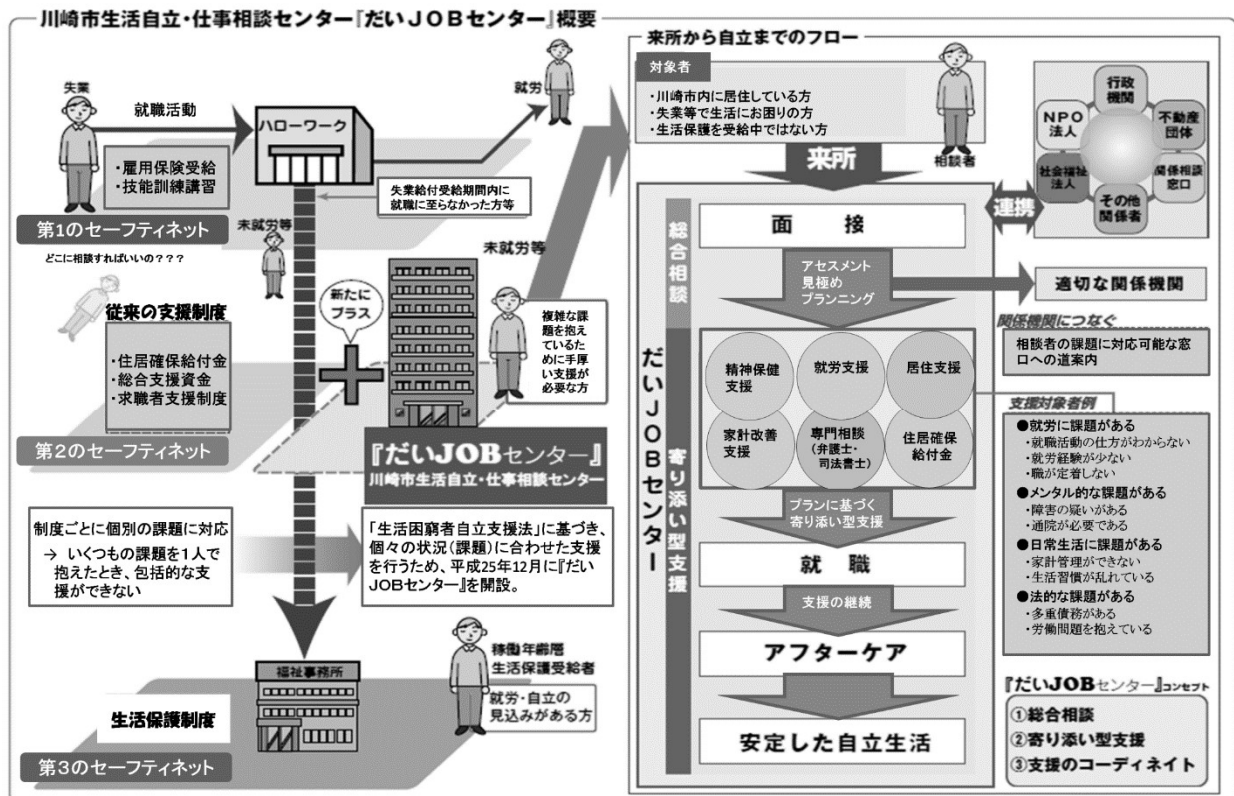 川崎市生活自立・仕事相談センター『だいJOBセンター』概要
失業
就職活動
ハローワーク
就労
・雇用保険受給
・技能訓練講習
第1のセーフティネット
失業給付受給期間内に
就職に至らなかった方等
未就労等
どこに相談すればいいの???
従来の支援制度
・住居確保給付金
・総合支援資金
・求職者支援制度
第2のセーフティネット
新たに
プラス
未就労等
複雑な課
題を抱え
ているた
めに手厚
い支援が
必要な方
『だいJOBセンター』
川崎市生活自立・仕事相談センター
制度ごとに個別の課題に対応
→ いくつもの課題を1人で
抱えたとき、包括的な支
援ができない
「生活困窮者自立支援法」に基づき、
個々の状況(課題)に合わせた支援
を行うため、平成25年12月に『だい
JOBセンター』を開設。
福祉事務所
生活保護制度
第3のセーフティネット
稼働年齢層
生活保護受給者
就労・自立の
見込みがある方
来所から自立までのフロー
対象者
・川崎市内に居住している方
・失業等で生活にお困りの方
・生活保護を受給中ではない方
相談者
来所
行政
機関
NPO
法人
不動産
団体
社会福祉
法人
関係相談
窓口
その他
関係者
連携
だいJOBセンター
総合相談
面接
アセスメント
見極め
プランニング
適切な関係機関
関係機関につなぐ
相談者の課題に対応可能な窓
口への道案内
寄り添い型支援
精神保健
支援
就労支援
居住支援
家計改善
支援
専門相談
(弁護士・
司法書士)
住居確保
給付金
プランに基づく
寄り添い型支援
就職
支援の継続
アフターケア
安定した自立生活
支援対象者例
●就労に課題がある
・就職活動の仕方がわからない
・就労経験が少ない
・職が定着しない
●メンタル的な課題がある
・障害の疑いがある
・通院が必要である
●日常生活に課題がある
・家計管理ができない
・生活習慣が乱れている
●法的な課題がある
・多重債務がある
・労働問題を抱えている
『だいJOBセンター』コンセプト
①総合相談
②寄り添い型支援
③支援のコーディネイト